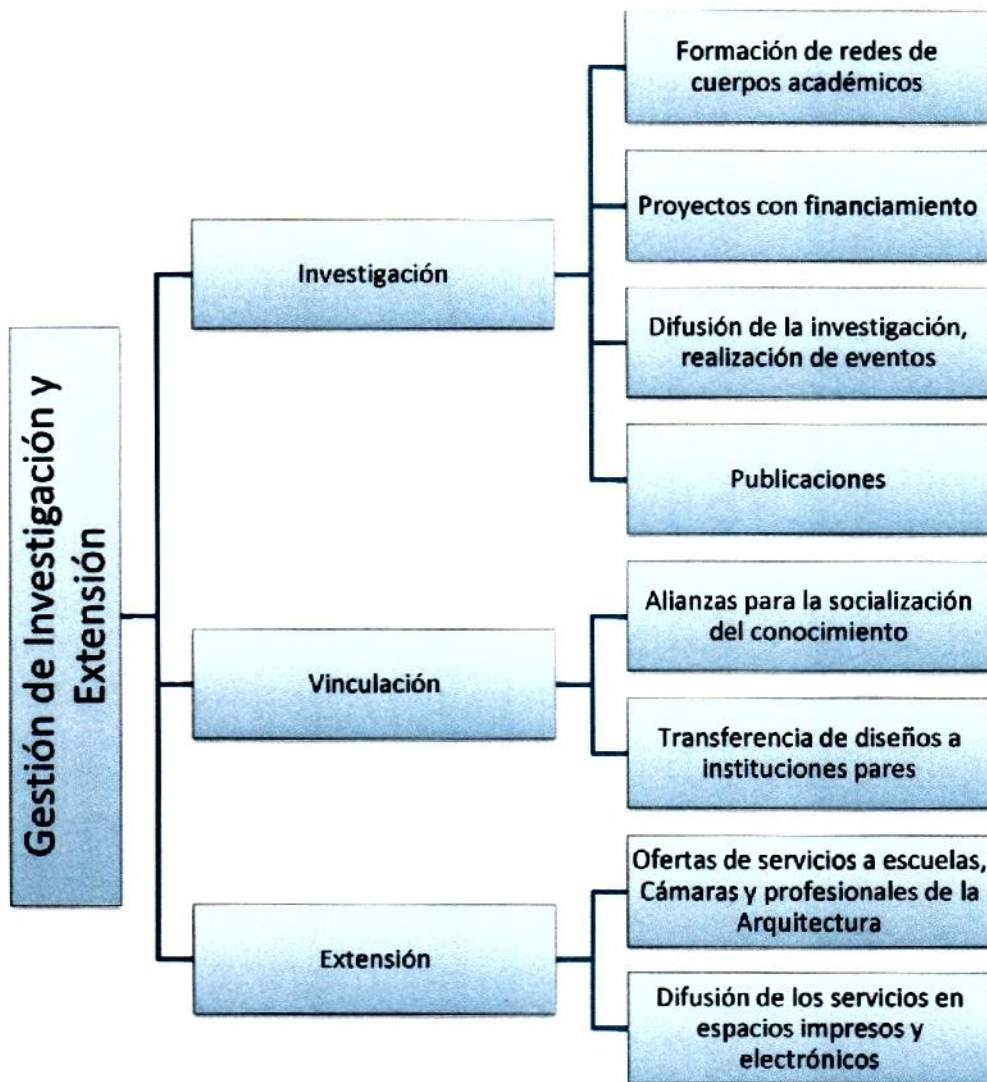 Gestión de Investigación y
Extensión
Investigación
Formación de redes de
cuerpos académicos
Proyectos con financiamiento
Difusión de la investigación,
realización de eventos
Publicaciones
Vinculación
Alianzas para la socialización
del conocimiento
Transferencia de diseños a
instituciones pares
Extensión
Ofertas de servicios a escuelas,
Cámaras y profesionales de la
Arquitectura
Difusión de los servicios en
espacios impresos y
electrónicos